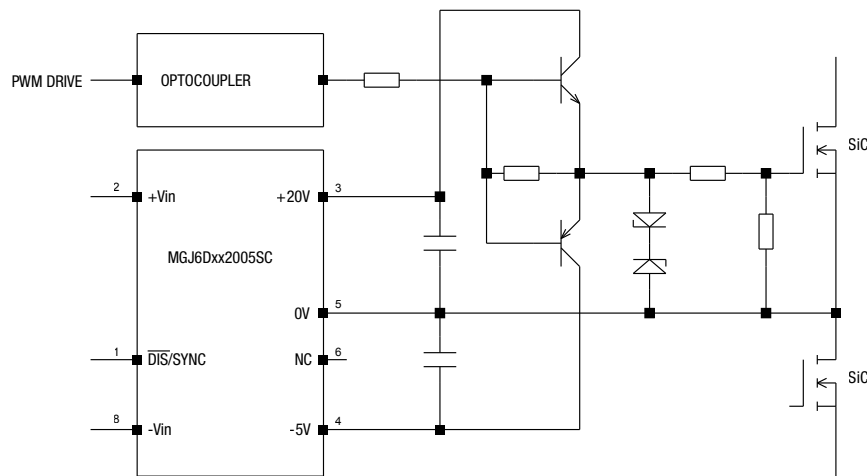 PWM DRIVE
OPTOCOUPLER
SiC
2
+Vin
+20V
3
MGJ6Dxx2005SC
0V
5
1
DIS/SYNC
NC
6
SiC
8
-Vin
-5V
4